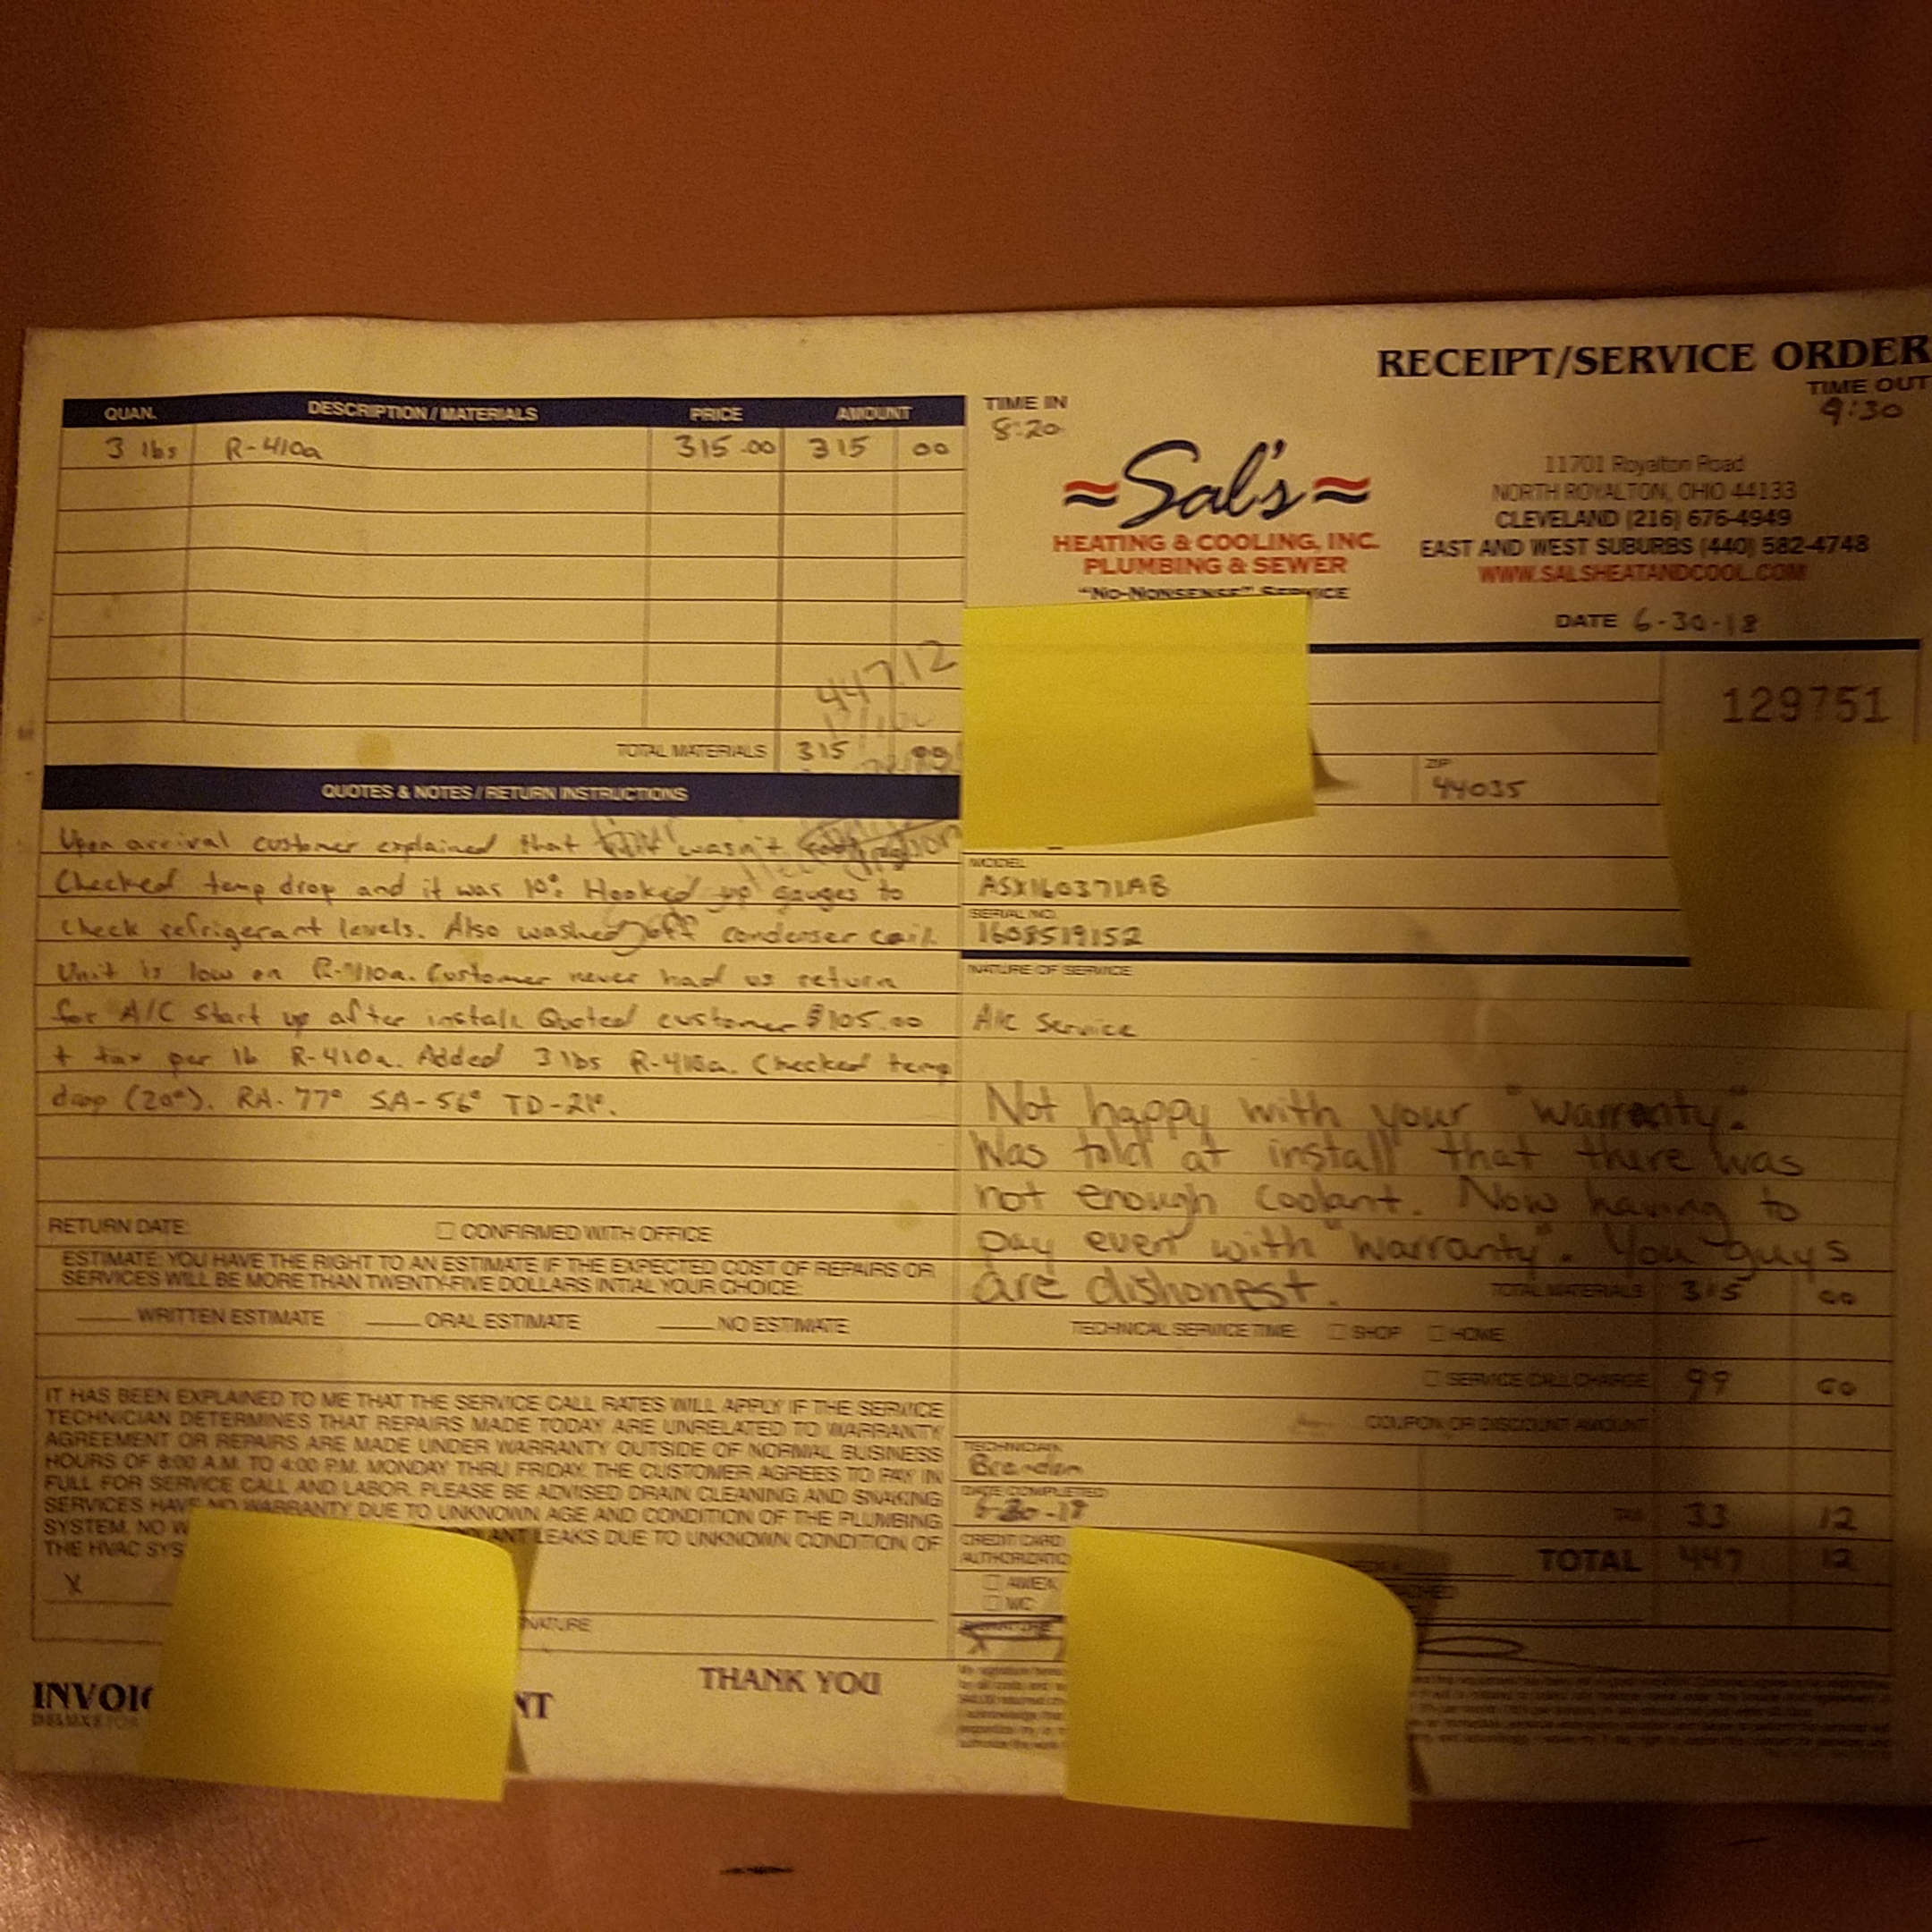 RECEIPT/SERVICE ORDER
TIME IN
8:20
TIME OUT
9:30
Sal's
HEATING & COOLING, INC.
PLUMBING & SEWER
"NO-NONSENSE" SERVICE
11701 Royalton Road
NORTH ROYALTON, OHIO 44133
CLEVELAND (216) 676-4949
EAST AND WEST SUBURBS (440) 582-4748
WWW.SALSHEATANDCOOL.COM
DATE 6-30-18
129751
ZIP
44035
MODEL
ASX160371AB
SERIAL NO.
1608519152
NATURE OF SERVICE
A/C Service
Not happy with your "warranty".
Was told at install that there was
not enough coolant. Now having to
pay even with "warranty". You guys
are dishonest.
TOTAL MATERIALS 315 00
TECHNICAL SERVICE TIME: SHOP HOME
SERVICE CALL CHARGE 99 00
COUPON OR DISCOUNT AMOUNT
TECHNICIAN
Brandon
DATE COMPLETED
6-30-18
TAX 33 12
CREDIT CARD
TOTAL 447 12
AMEX
MC
QUAN. DESCRIPTION / MATERIALS PRICE AMOUNT
3 lbs R-410a 315.00 315 00
447.12
TOTAL MATERIALS 315
QUOTES & NOTES / RETURN INSTRUCTIONS
Upon arrival customer explained that wasn't
Checked temp drop and it was 10°. Hooked up gauges to
check refrigerant levels. Also washed off condenser coil.
Unit is low on R-410a. Customer never had us return
for A/C start up after install. Quoted customer $105.00
+ tax per lb R-410a. Added 3 lbs R-410a. Checked temp
drop (20°). RA-77° SA-56° TD-21°.
RETURN DATE: CONFIRMED WITH OFFICE
ESTIMATE: YOU HAVE THE RIGHT TO AN ESTIMATE IF THE EXPECTED COST OF REPAIRS OR
SERVICES WILL BE MORE THAN TWENTY-FIVE DOLLARS INTIAL YOUR CHOICE:
WRITTEN ESTIMATE ORAL ESTIMATE NO ESTIMATE
IT HAS BEEN EXPLAINED TO ME THAT THE SERVICE CALL RATES WILL APPLY IF THE SERVICE
TECHNICIAN DETERMINES THAT REPAIRS MADE TODAY ARE UNRELATED TO WARRANTY
AGREEMENT OR REPAIRS ARE MADE UNDER WARRANTY OUTSIDE OF NORMAL BUSINESS
HOURS OF 8:00 A.M. TO 4:00 P.M. MONDAY THRU FRIDAY. THE CUSTOMER AGREES TO PAY IN
FULL FOR SERVICE CALL AND LABOR. PLEASE BE ADVISED DRAIN CLEANING AND SNAKING
SERVICES HAVE NO WARRANTY DUE TO UNKNOWN AGE AND CONDITION OF THE PLUMBING
SYSTEM. NO LEAKS DUE TO UNKNOWN CONDITION OF
THE HVAC SYS
X
THANK YOU